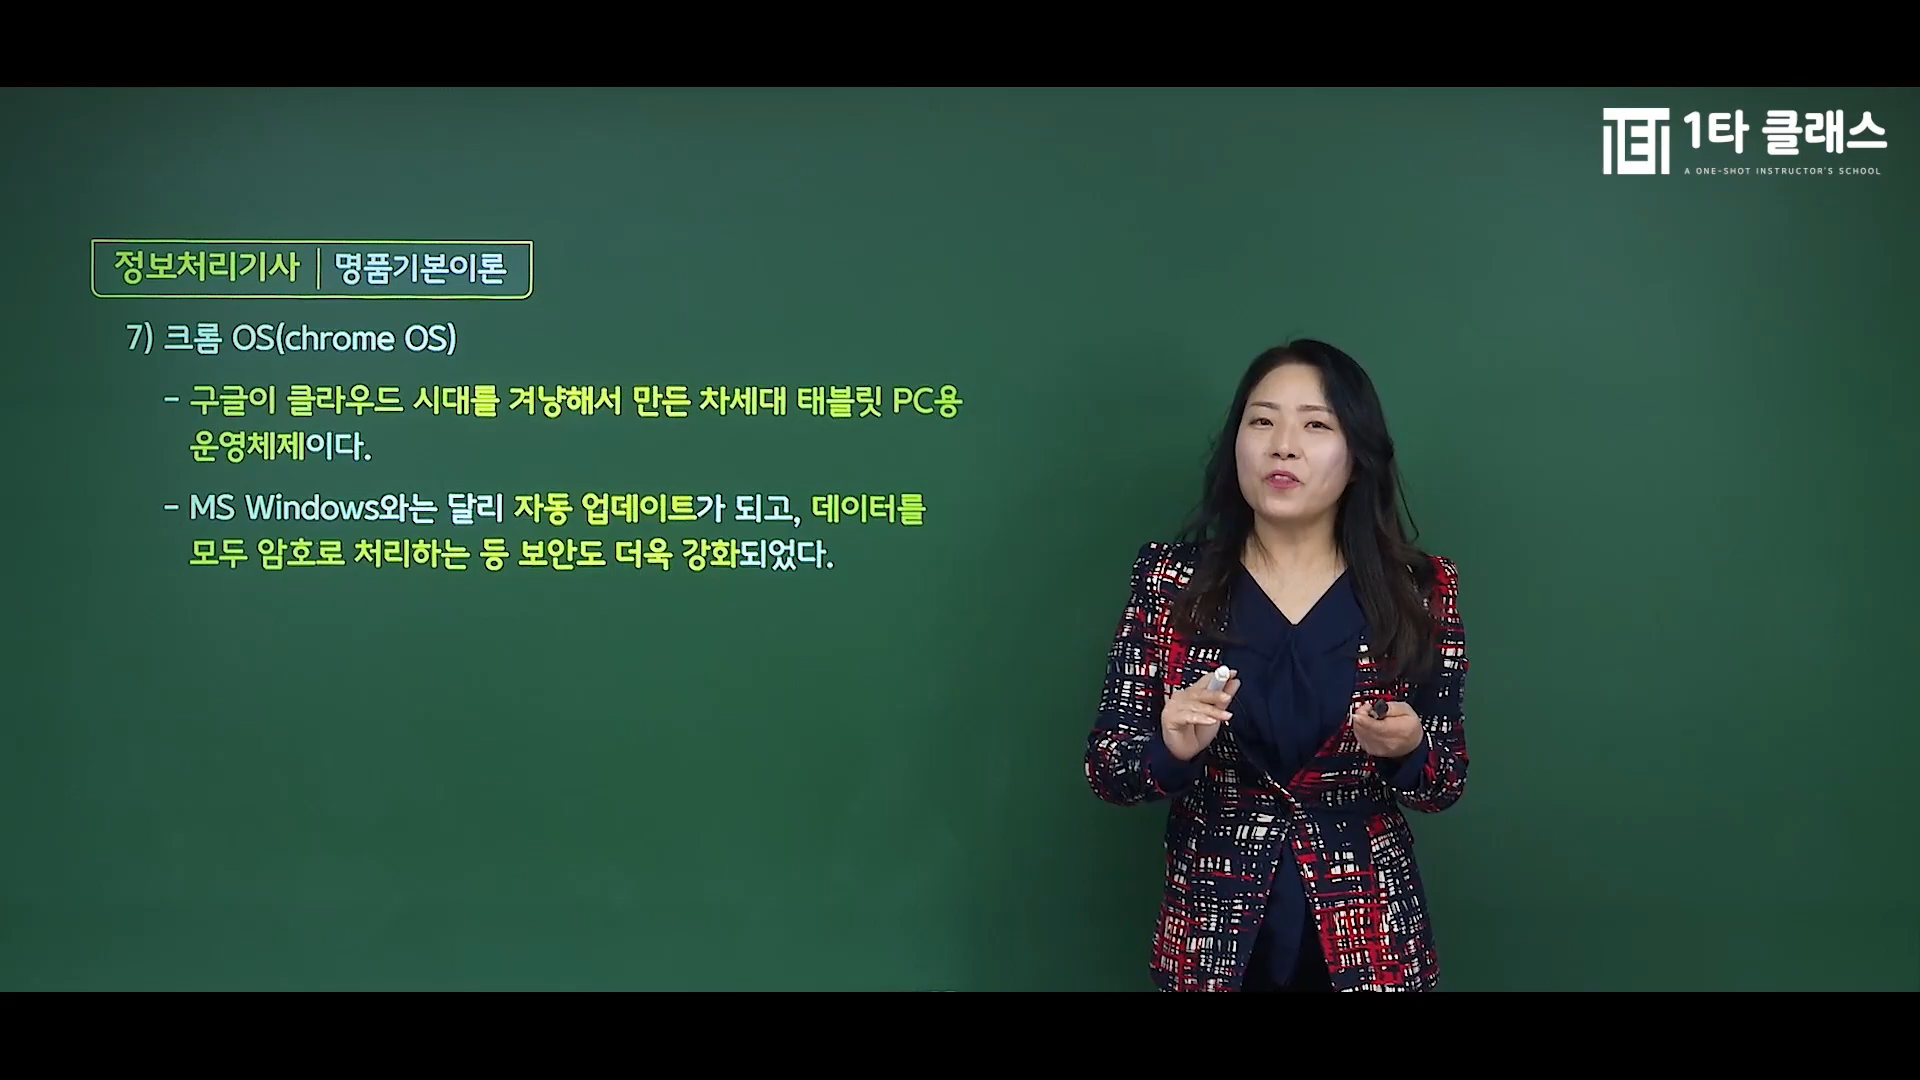 1타 클래스
A ONE-SHOT INSTRUCTOR'S SCHOOL
정보처리기사 | 명품기본이론
7) 크롬 OS(chrome OS)
- 구글이 클라우드 시대를 겨냥해서 만든 차세대 태블릿 PC용
운영체제이다.
- MS Windows와는 달리 자동 업데이트가 되고, 데이터를
모두 암호로 처리하는 등 보안도 더욱 강화되었다.